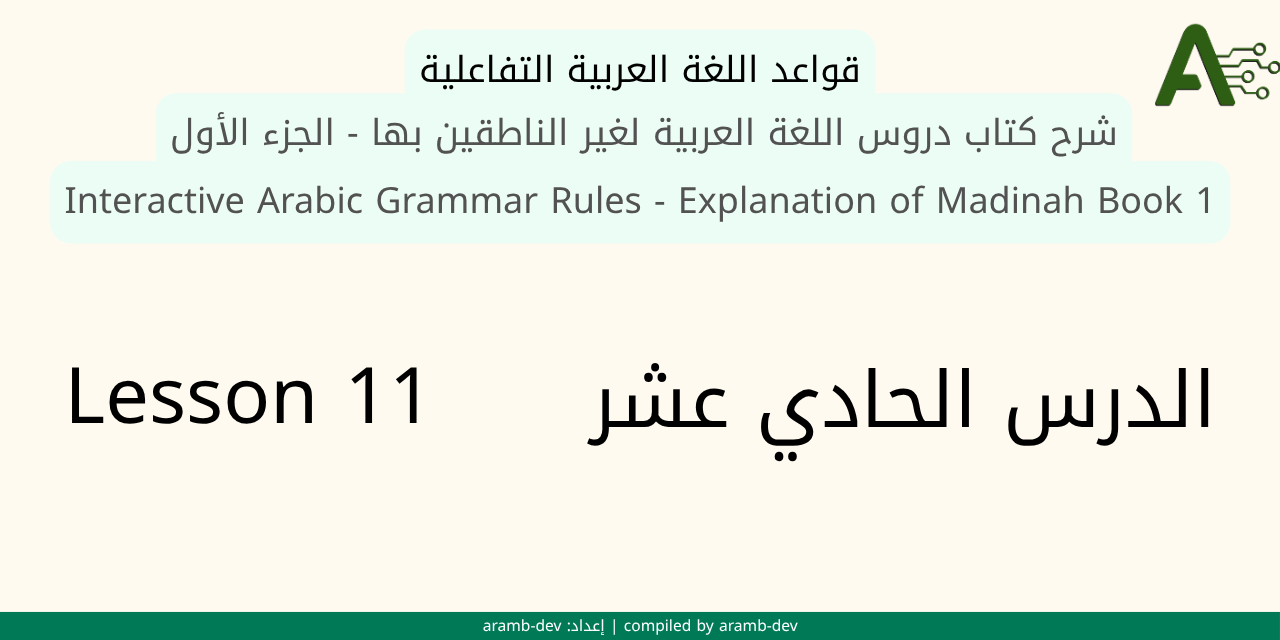 قواعد اللغة العربية التفاعلية
شرح كتاب دروس اللغة العربية لغير الناطقين بها - الجزء الأول
Interactive Arabic Grammar Rules - Explanation of Madinah Book 1
الدرس الحادي عشر
Lesson 11
إعداد: aramb-dev | compiled by aramb-dev